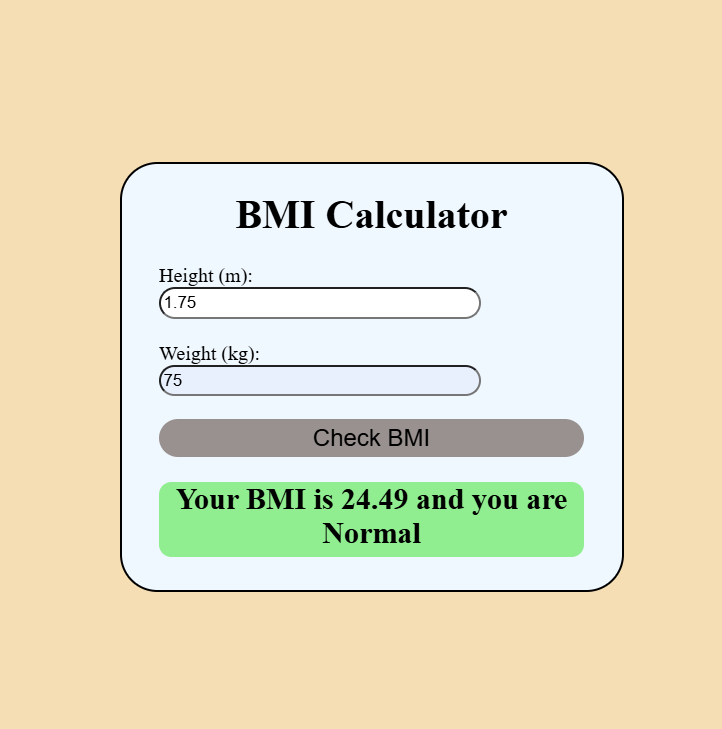 BMI Calculator
Height (m):
1.75
Weight (kg):
75
Check BMI
Your BMI is 24.49 and you are
Normal